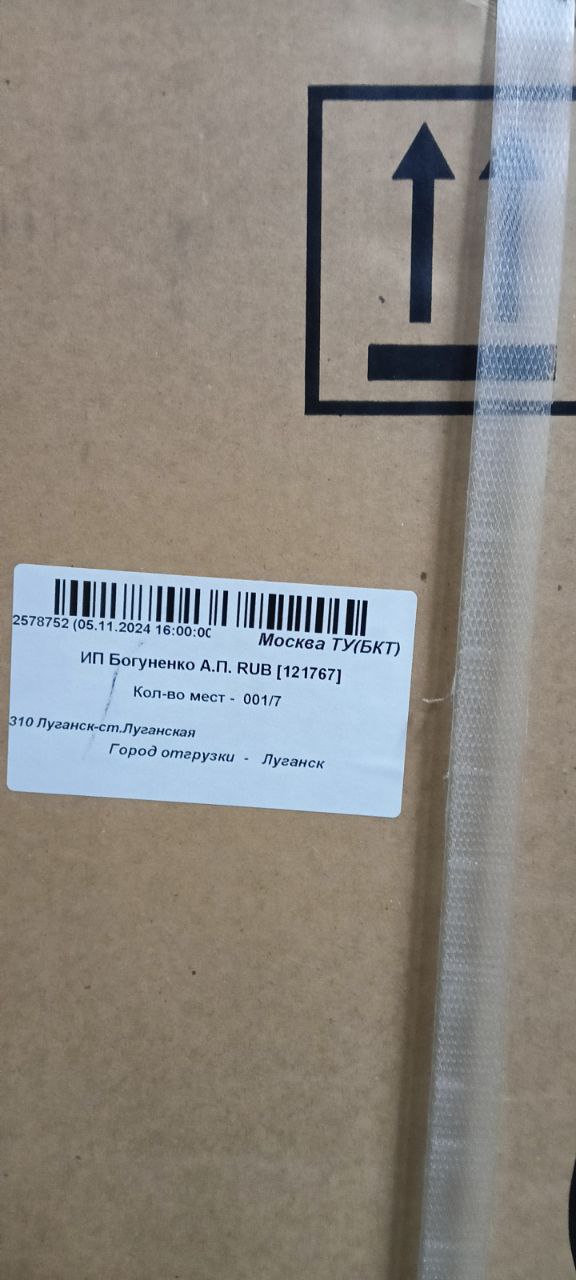 2578752 (05.11.2024 16:00:00
Москва ТУ(БКТ)
ИП Богуненко А.П. RUB [121767]
Кол-во мест - 001/7
310 Луганск-ст.Луганская
Город отгрузки - Луганск